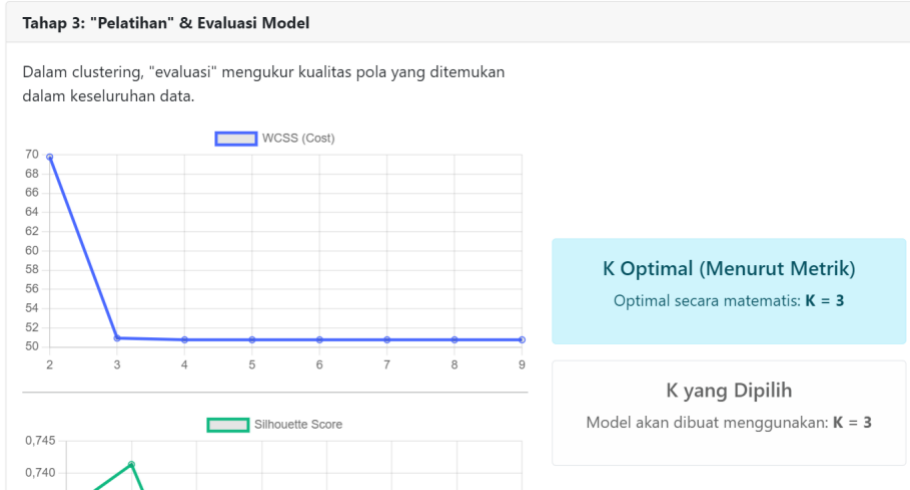 Tahap 3: "Pelatihan" & Evaluasi Model
Dalam clustering, "evaluasi" mengukur kualitas pola yang ditemukan
dalam keseluruhan data.
WCSS (Cost)
70
68
66
64
62
60
58
56
54
52
50
2 3 4 5 6 7 8 9
K Optimal (Menurut Metrik)
Optimal secara matematis: K = 3
K yang Dipilih
Model akan dibuat menggunakan: K = 3
Silhouette Score
0,745
0,740